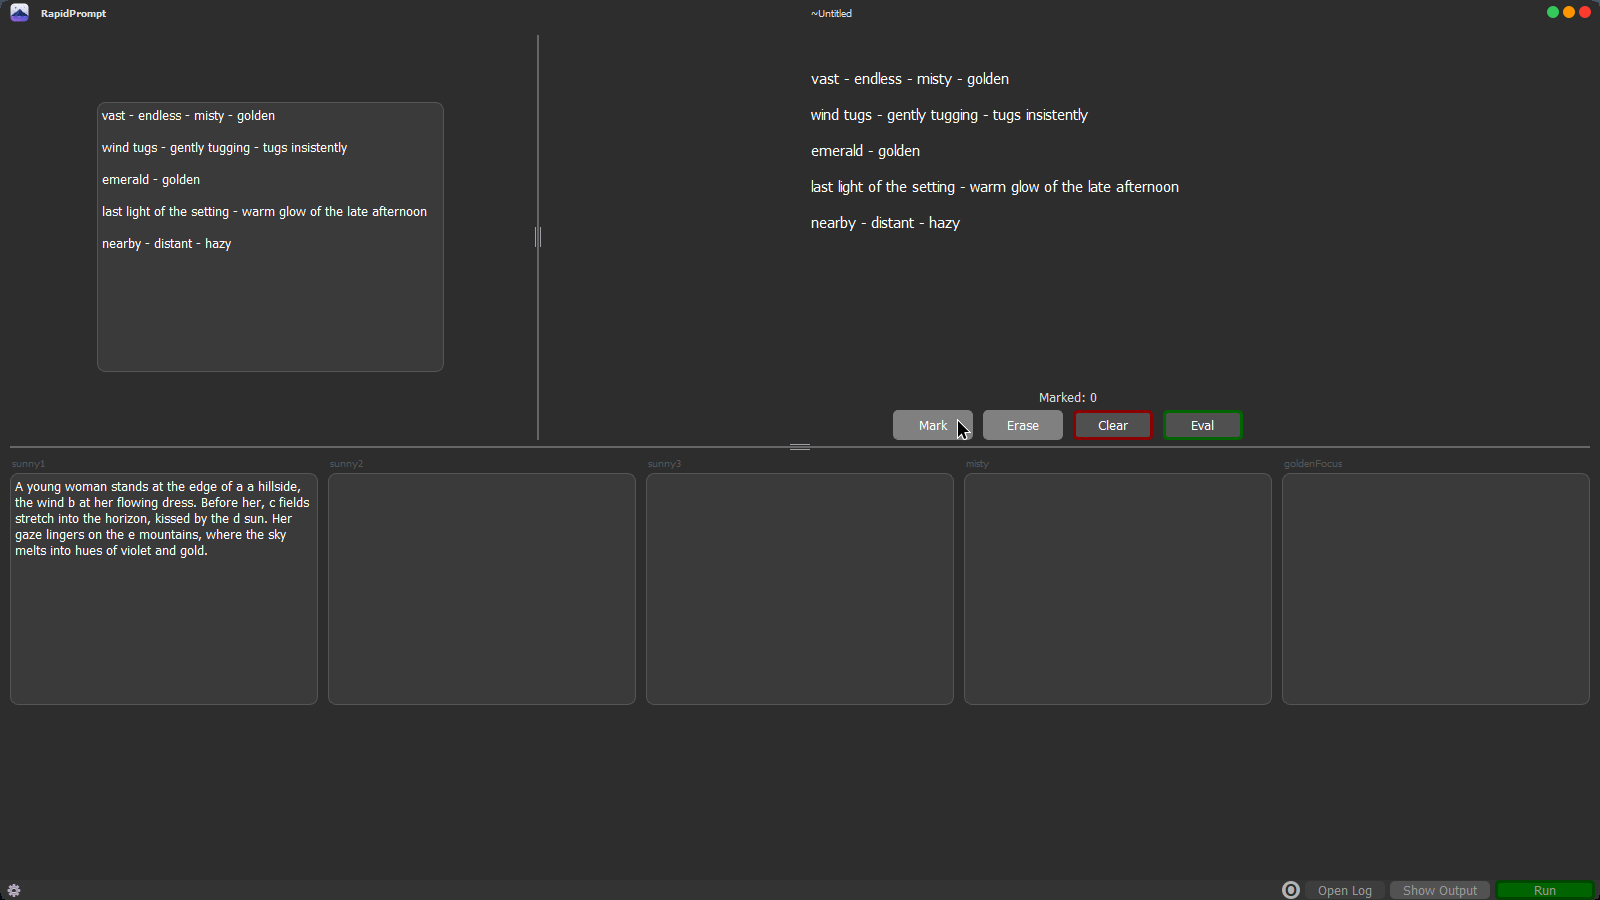 RapidPrompt
~Untitled
vast - endless - misty - golden
wind tugs - gently tugging - tugs insistently
emerald - golden
last light of the setting - warm glow of the late afternoon
nearby - distant - hazy
vast - endless - misty - golden
wind tugs - gently tugging - tugs insistently
emerald - golden
last light of the setting - warm glow of the late afternoon
nearby - distant - hazy
Marked: 0
Mark
Erase
Clear
Eval
sunny1
A young woman stands at the edge of a a hillside,
the wind b at her flowing dress. Before her, c fields
stretch into the horizon, kissed by the d sun. Her
gaze lingers on the e mountains, where the sky
melts into hues of violet and gold.
sunny2
sunny3
misty
goldenFocus
Open Log
Show Output
Run